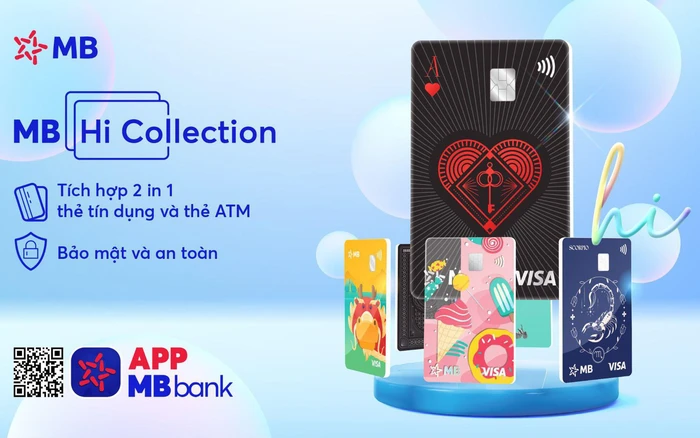 MB
MB Hi Collection
Tích hợp 2 in 1
thẻ tín dụng và thẻ ATM
Bảo mật và an toàn
APP
MBbank
A
VISA
hi
MB
VISA
M
VISA
SCORPIO
MB
VISA